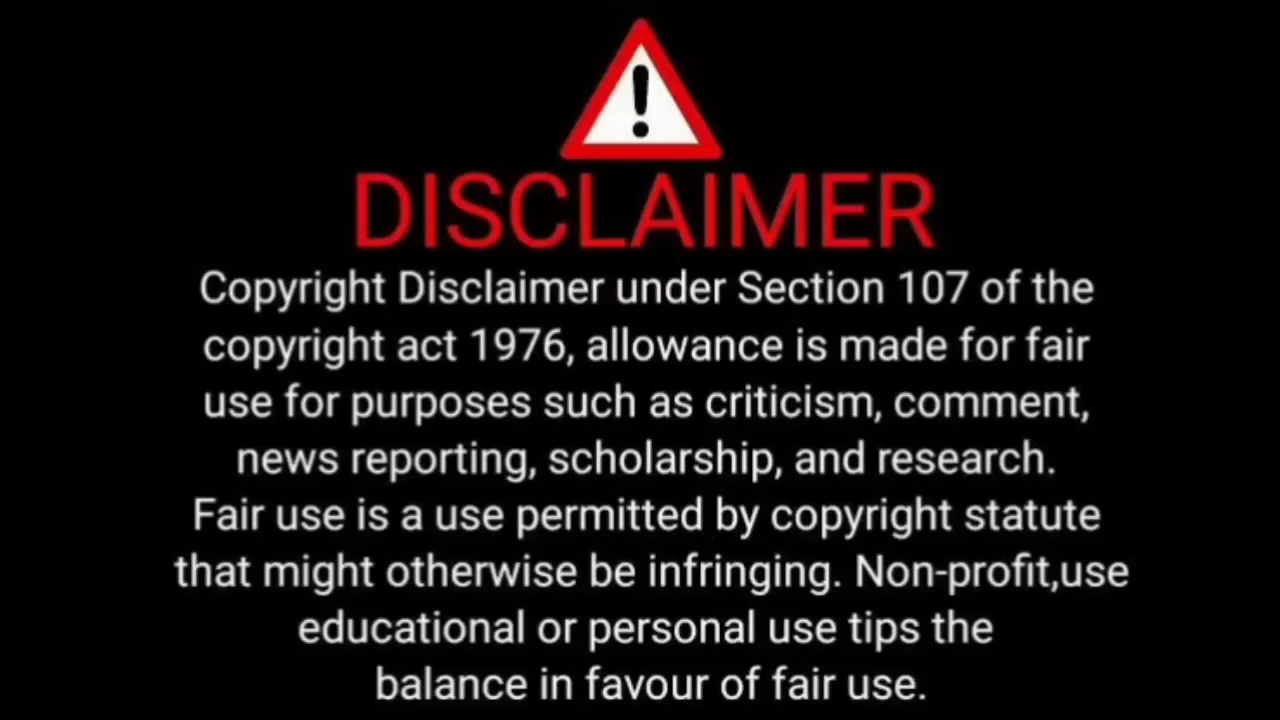 DISCLAIMER
Copyright Disclaimer under Section 107 of the
copyright act 1976, allowance is made for fair
use for purposes such as criticism, comment,
news reporting, scholarship, and research.
Fair use is a use permitted by copyright statute
that might otherwise be infringing. Non-profit,use
educational or personal use tips the
balance in favour of fair use.